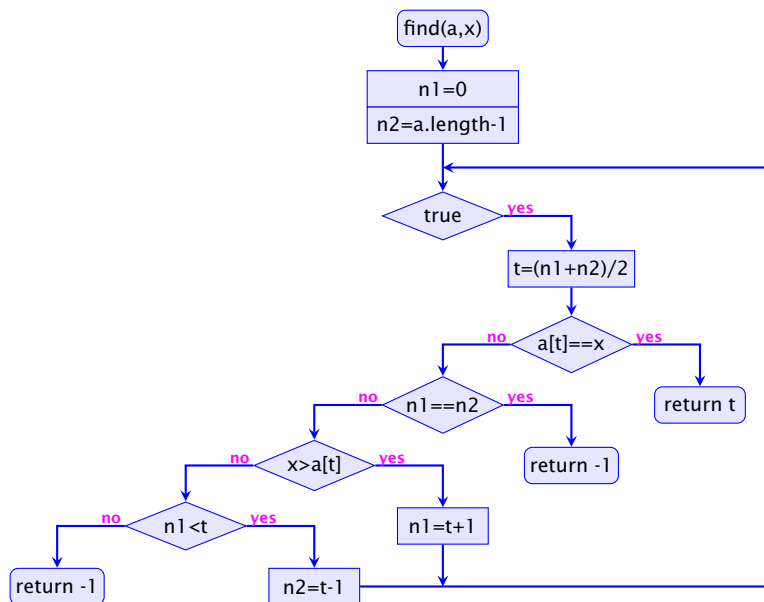 find(a,x)
n1=0
n2=a.length-1
true
yes
t=(n1+n2)/2
a[t]==x
no
yes
return t
n1==n2
no
yes
return -1
x>a[t]
no
yes
n1=t+1
n1<t
no
yes
return -1
n2=t-1